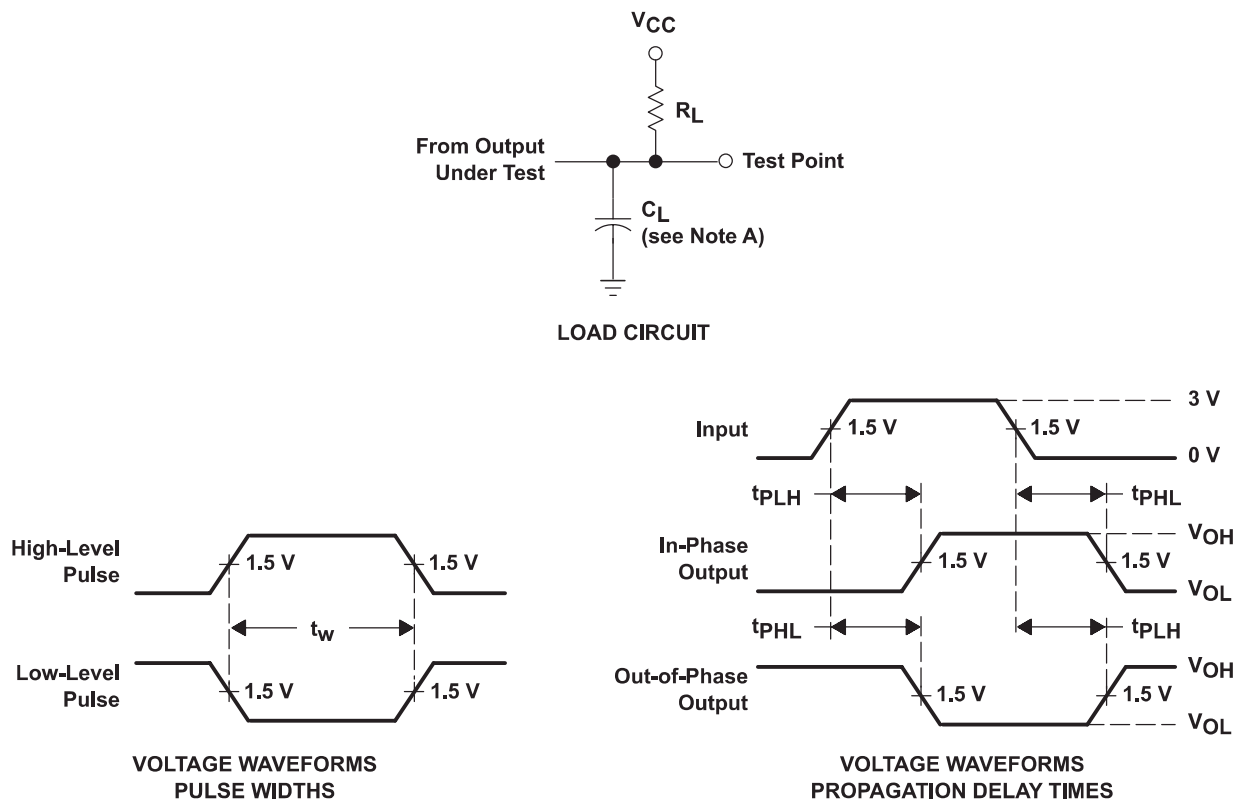 VCC
RL
From Output
Under Test
Test Point
CL
(see Note A)
LOAD CIRCUIT
High-Level
Pulse
1.5 V
1.5 V
tw
Low-Level
Pulse
1.5 V
1.5 V
VOLTAGE WAVEFORMS
PULSE WIDTHS
Input
1.5 V
1.5 V
3 V
0 V
tPLH
tPHL
In-Phase
Output
1.5 V
1.5 V
VOH
VOL
tPHL
tPLH
Out-of-Phase
Output
1.5 V
1.5 V
VOH
VOL
VOLTAGE WAVEFORMS
PROPAGATION DELAY TIMES